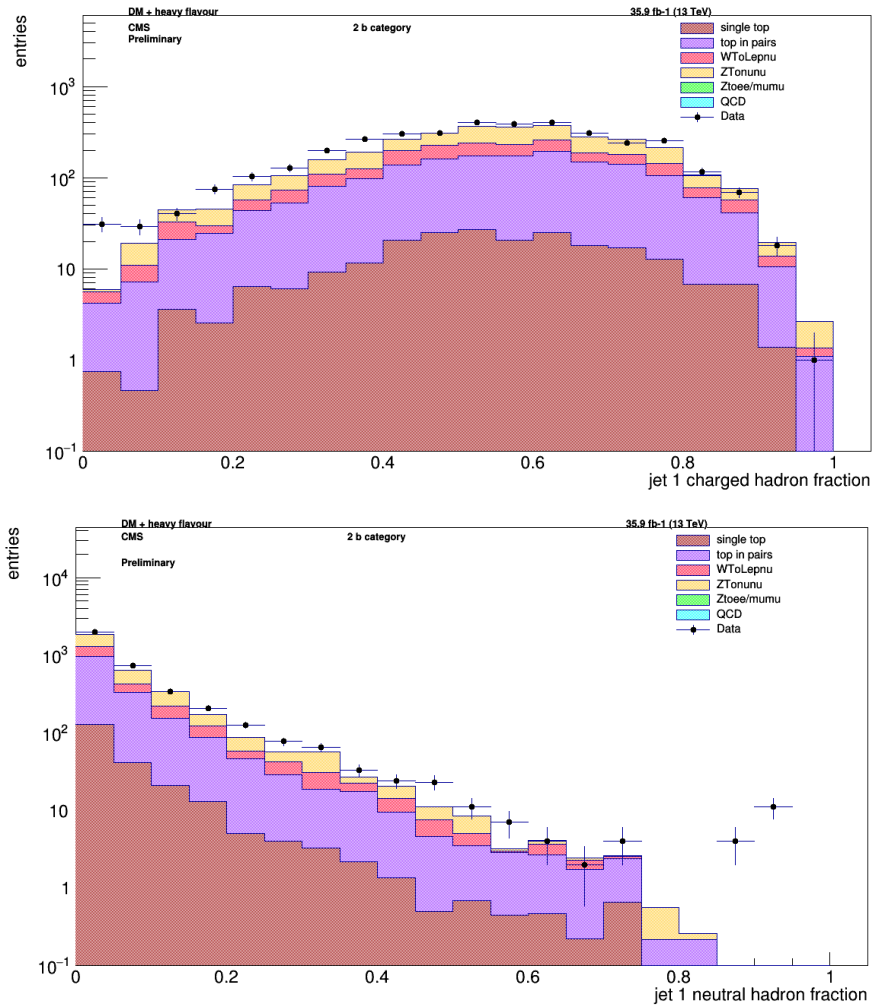 DM + heavy flavour 35.9 fb-1 (13 TeV)
CMS 2 b category
Preliminary
entries
single top
top in pairs
WToLepnu
ZTonunu
Ztoee/mumu
QCD
Data
10³
10²
10
1
10⁻¹
0 0.2 0.4 0.6 0.8 1
jet 1 charged hadron fraction
DM + heavy flavour 35.9 fb-1 (13 TeV)
CMS 2 b category
Preliminary
entries
single top
top in pairs
WToLepnu
ZTonunu
Ztoee/mumu
QCD
Data
10⁴
10³
10²
10
1
10⁻¹
0 0.2 0.4 0.6 0.8 1
jet 1 neutral hadron fraction